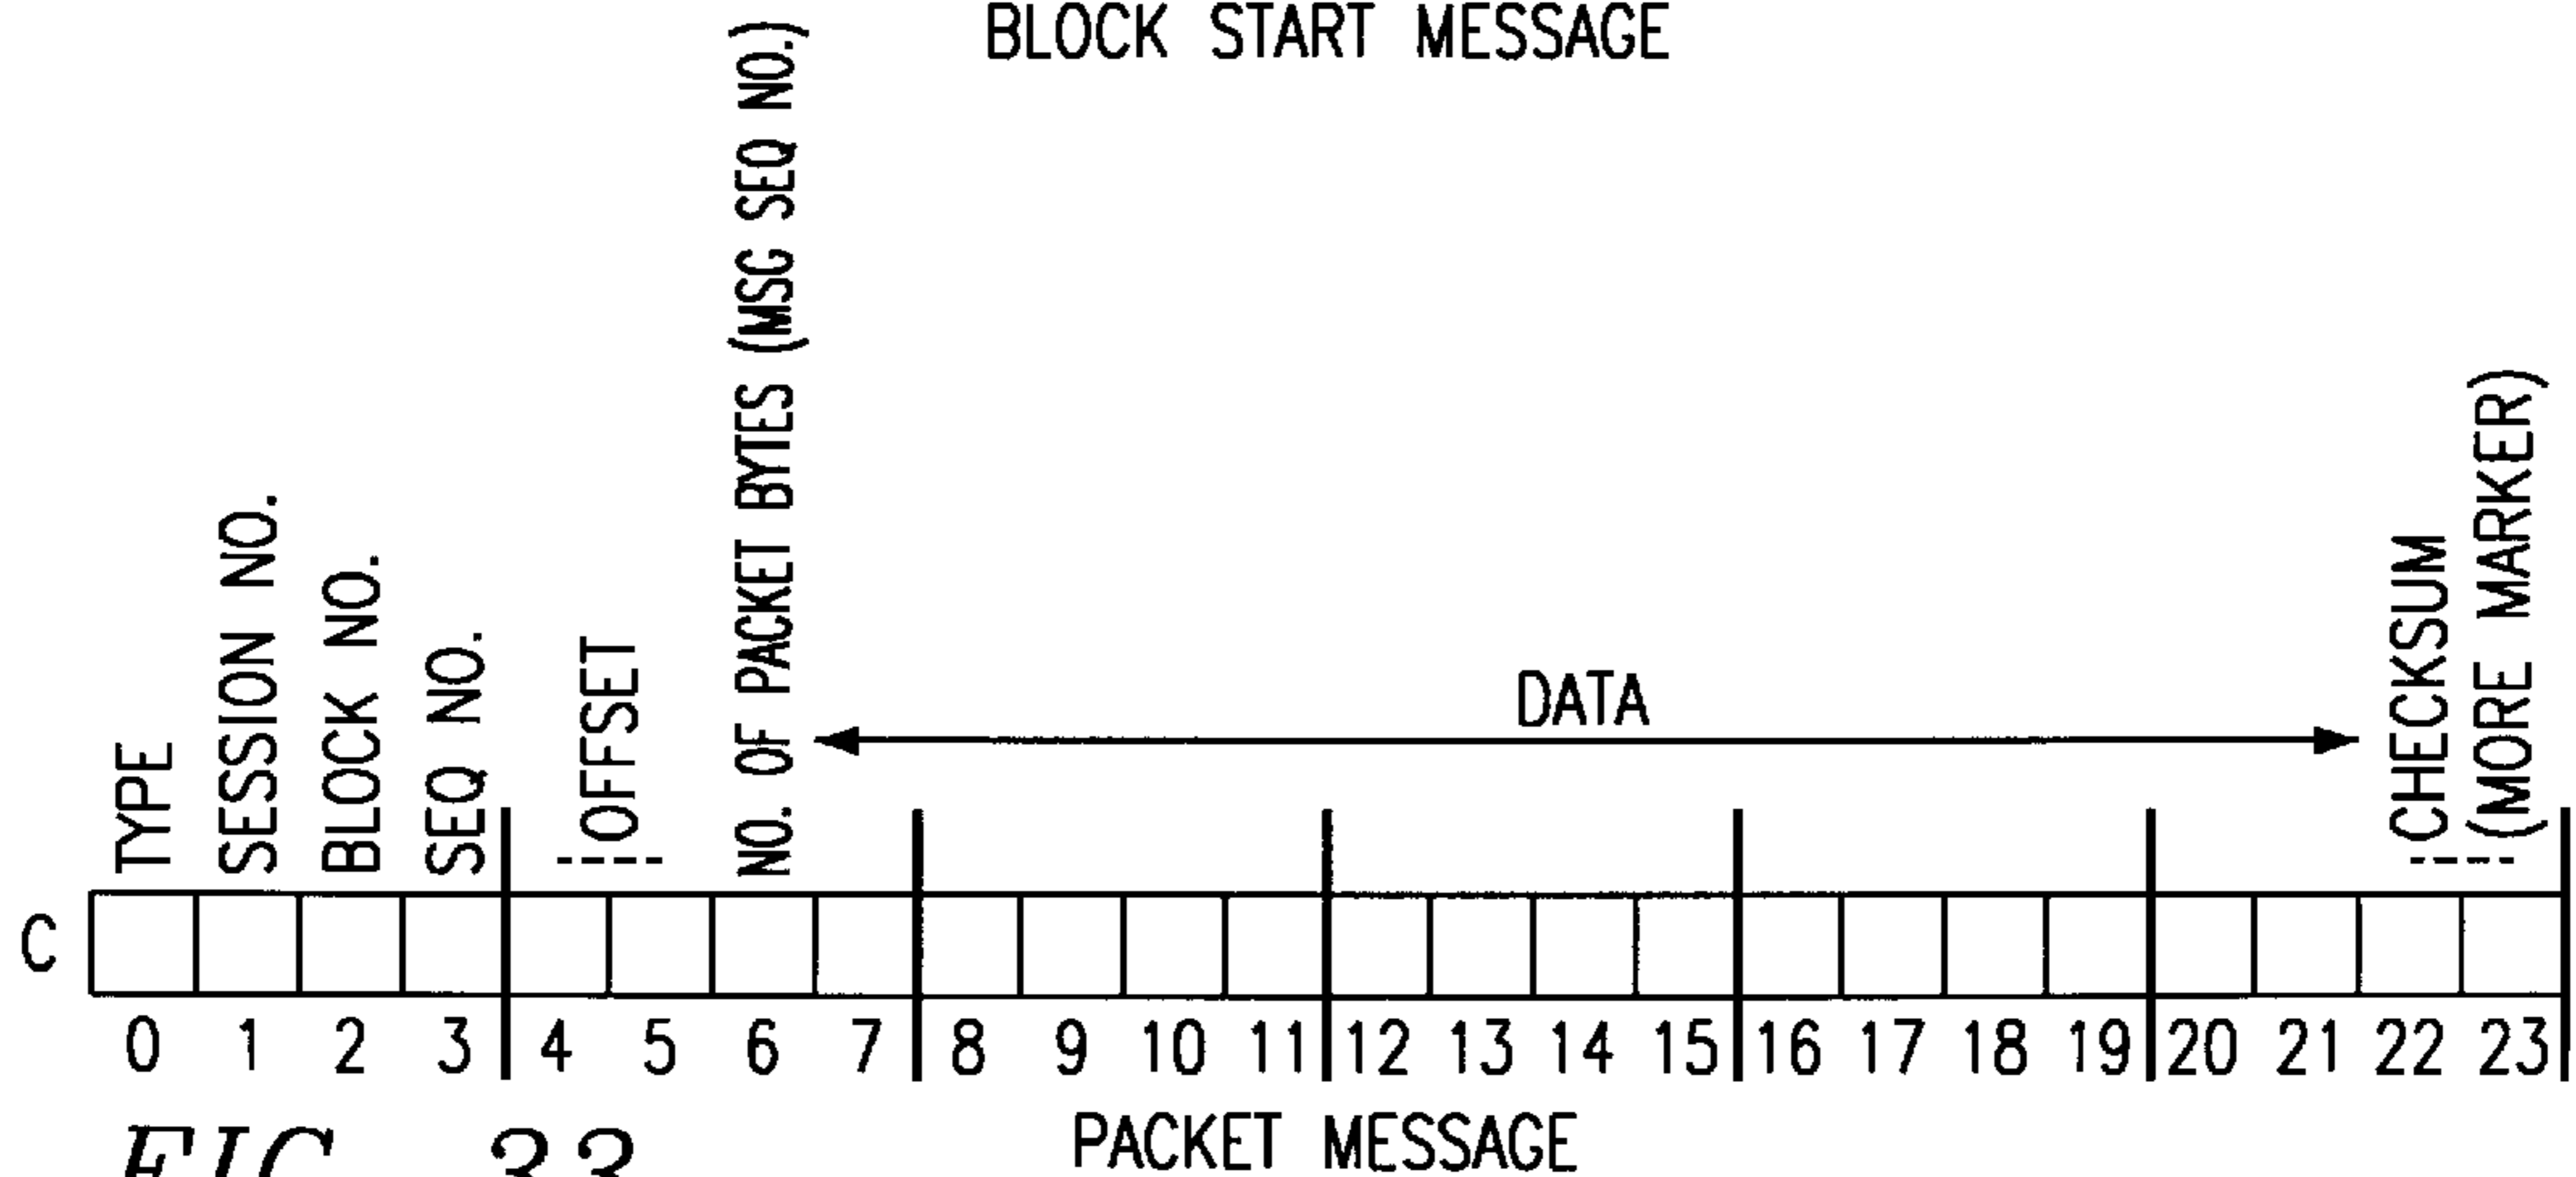 BLOCK START MESSAGE
TYPE
SESSION NO.
BLOCK NO.
SEQ NO.
OFFSET
NO. OF PACKET BYTES (MSG SEQ NO.)
DATA
CHECKSUM
(MORE MARKER)
C
0 1 2 3 4 5 6 7 8 9 10 11 12 13 14 15 16 17 18 19 20 21 22 23
PACKET MESSAGE
FIG. 33